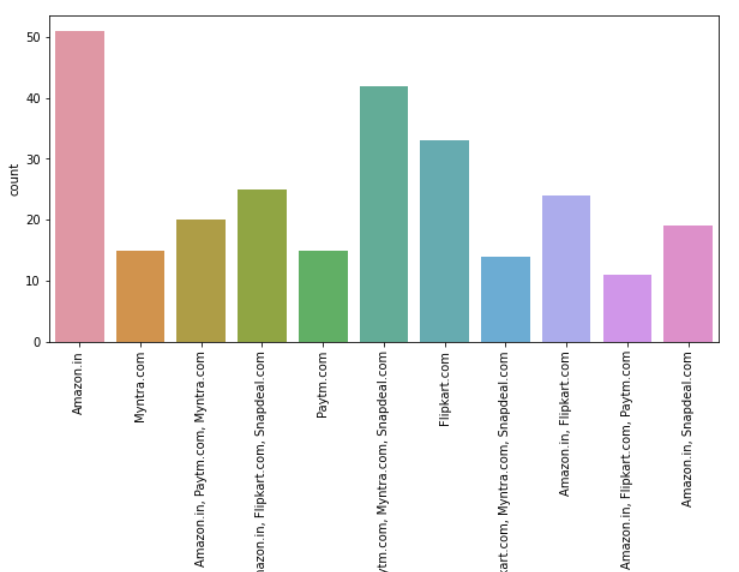 50
40
30
20
10
0
count
Amazon.in
Myntra.com
Amazon.in, Paytm.com, Myntra.com
Flipkart.com, Snapdeal.com
Paytm.com
Myntra.com, Snapdeal.com
Flipkart.com
Myntra.com, Snapdeal.com
Amazon.in, Flipkart.com
Amazon.in, Flipkart.com, Paytm.com
Amazon.in, Snapdeal.com